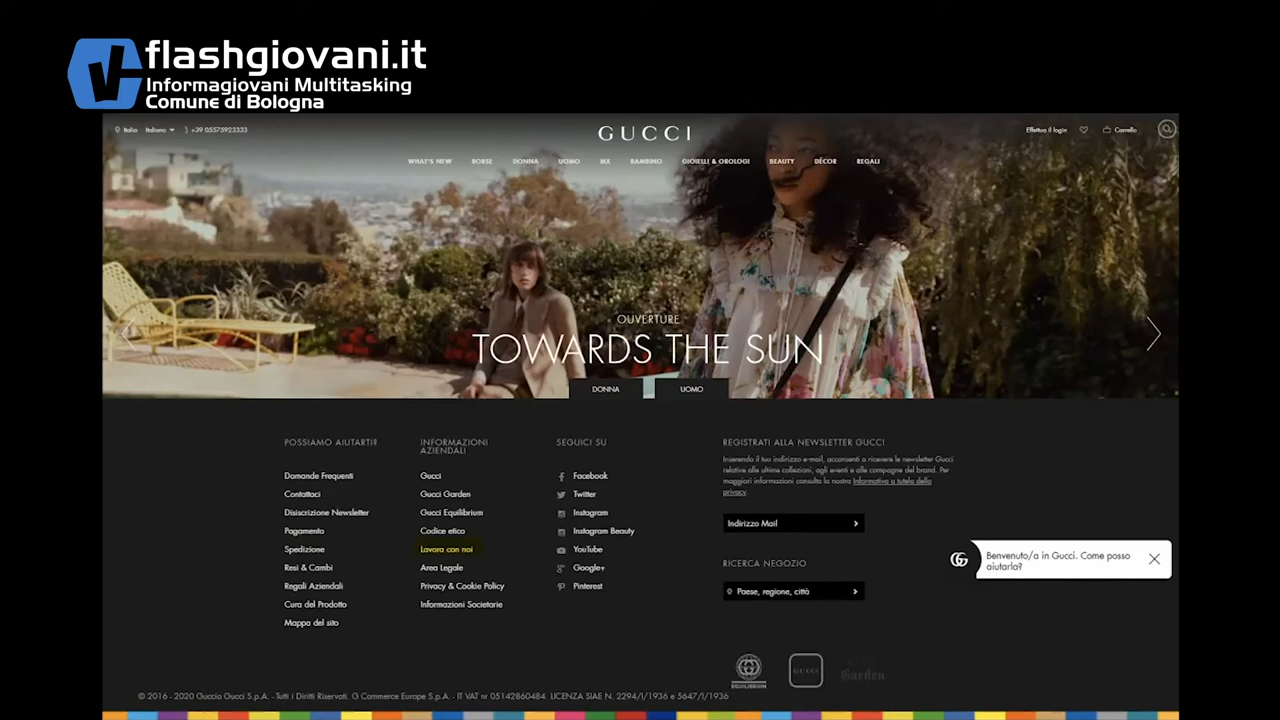 flashgiovani.it
Informagiovani Multitasking
Comune di Bologna
Italia Italiano +39 05575923333
GUCCI
Effettua il login Carrello
WHAT'S NEW BORSE DONNA UOMO MX BAMBINO GIOIELLI & OROLOGI BEAUTY DÉCOR REGALI
OUVERTURE
TOWARDS THE SUN
DONNA UOMO
POSSIAMO AIUTARTI?
Domande Frequenti
Contattaci
Disiscrizione Newsletter
Pagamento
Spedizione
Resi & Cambi
Regali Aziendali
Cura del Prodotto
Mappa del sito
INFORMAZIONI
AZIENDALI
Gucci
Gucci Garden
Gucci Equilibrium
Codice etico
Lavora con noi
Area Legale
Privacy & Cookie Policy
Informazioni Societarie
SEGUICI SU
Facebook
Twitter
Instagram
Instagram Beauty
YouTube
Google+
Pinterest
REGISTRATI ALLA NEWSLETTER GUCCI
Inserendo il tuo indirizzo e-mail, acconsenti a ricevere le newsletter Gucci
relative alle ultime collezioni, agli eventi e alle campagne del brand. Per
maggiori informazioni consulta la nostra Informativa a tutela della
privacy.
Indirizzo Mail
RICERCA NEGOZIO
Paese, regione, città
Benvenuto/a in Gucci. Come posso
aiutarla?
EQUILIBRIUM
GUCCI
Garden
© 2016 - 2020 Guccio Gucci S.p.A. - Tutti i Diritti Riservati. G Commerce Europe S.p.A. - IT VAT nr 05142860484. LICENZA SIAE N. 2294/I/1936 e 5647/I/1936